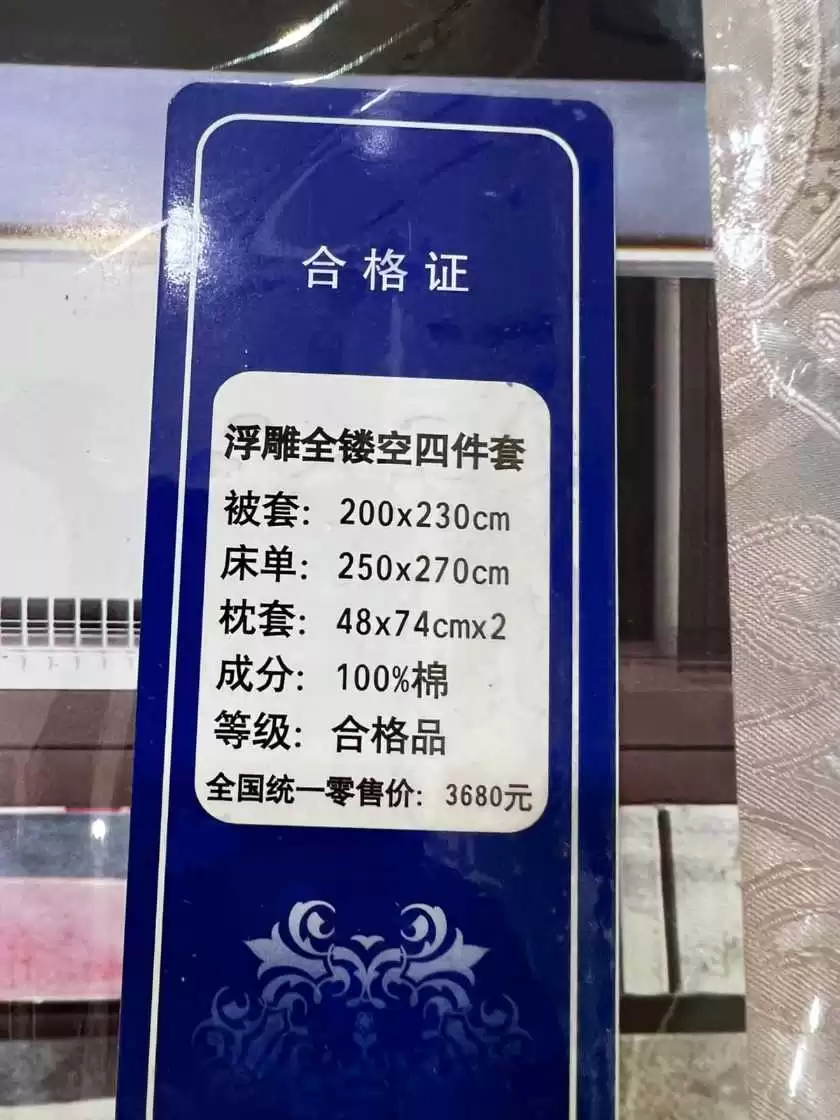 合格证
浮雕全镂空四件套
被套：200x230cm
床单：250x270cm
枕套：48x74cmx2
成分：100%棉
等级：合格品
全国统一零售价：3680元